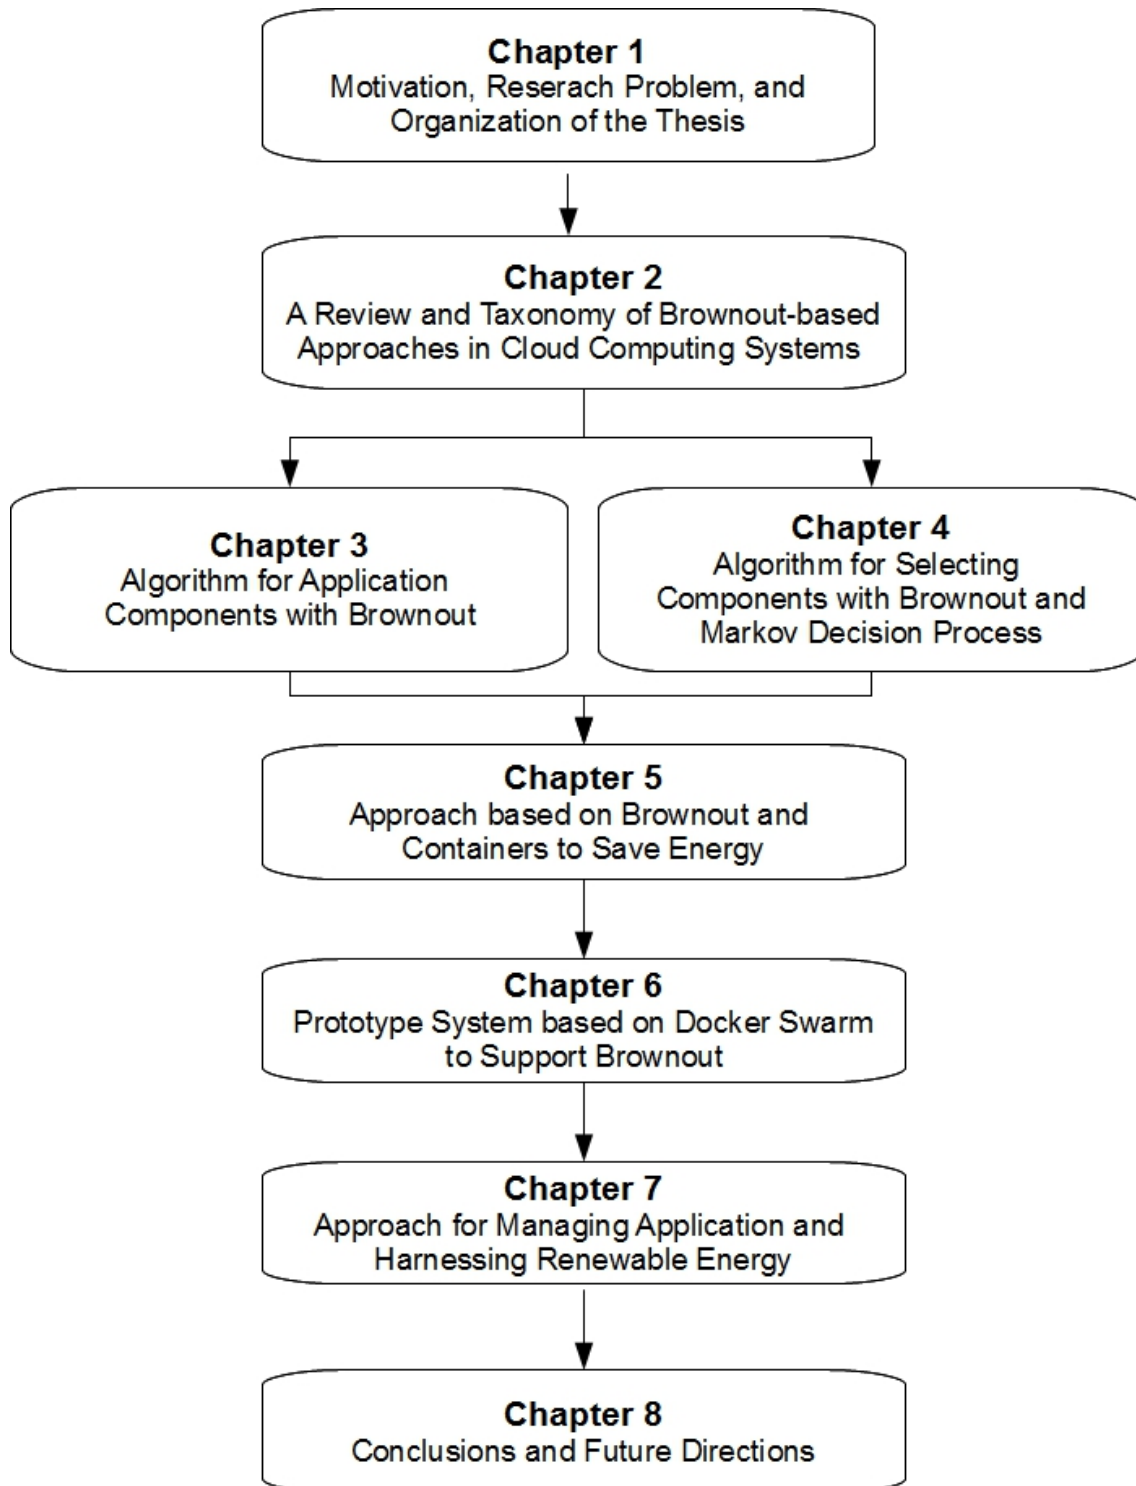 Chapter 1
Motivation, Reserach Problem, and
Organization of the Thesis
Chapter 2
A Review and Taxonomy of Brownout-based
Approaches in Cloud Computing Systems
Chapter 3
Algorithm for Application
Components with Brownout
Chapter 4
Algorithm for Selecting
Components with Brownout and
Markov Decision Process
Chapter 5
Approach based on Brownout and
Containers to Save Energy
Chapter 6
Prototype System based on Docker Swarm
to Support Brownout
Chapter 7
Approach for Managing Application and
Harnessing Renewable Energy
Chapter 8
Conclusions and Future Directions